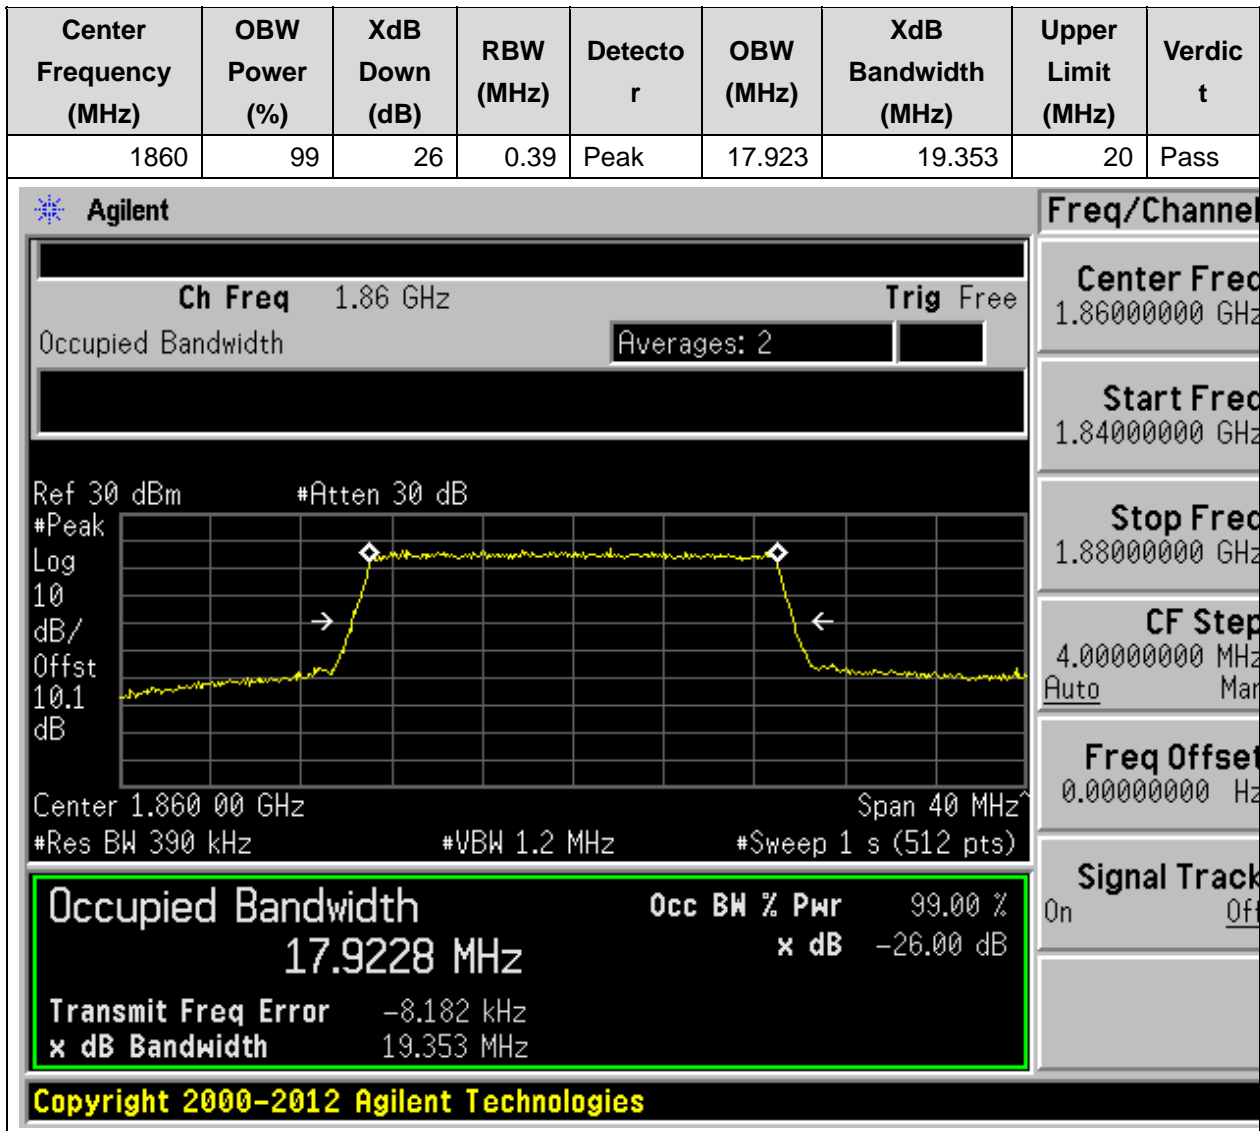 Center Frequency (MHz) OBW Power (%) XdB Down (dB) RBW (MHz) Detecto r OBW (MHz) XdB Bandwidth (MHz) Upper Limit (MHz) Verdic t
1860 99 26 0.39 Peak 17.923 19.353 20 Pass
Agilent
Ch Freq 1.86 GHz Trig Free
Occupied Bandwidth Averages: 2
Ref 30 dBm #Atten 30 dB
#Peak
Log
10
dB/
Offst
10.1
dB
Center 1.860 00 GHz Span 40 MHz^
#Res BW 390 kHz #VBW 1.2 MHz #Sweep 1 s (512 pts)
Occupied Bandwidth
17.9228 MHz
Occ BW % Pwr 99.00 %
x dB -26.00 dB
Transmit Freq Error -8.182 kHz
x dB Bandwidth 19.353 MHz
Copyright 2000-2012 Agilent Technologies
Freq/Channel
Center Freq
1.86000000 GHz
Start Freq
1.84000000 GHz
Stop Freq
1.88000000 GHz
CF Step
4.00000000 MHz
Auto Man
Freq Offset
0.00000000 Hz
Signal Track
On Off